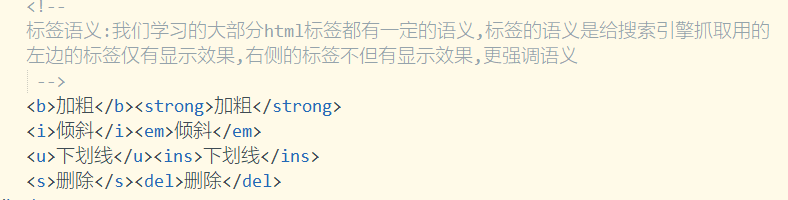 <!--
标签语义:我们学习的大部分html标签都有一定的语义,标签的语义是给搜索引擎抓取用的
左边的标签仅有显示效果,右侧的标签不但有显示效果,更强调语义
-->
<b>加粗</b><strong>加粗</strong>
<i>倾斜</i><em>倾斜</em>
<u>下划线</u><ins>下划线</ins>
<s>删除</s><del>删除</del>